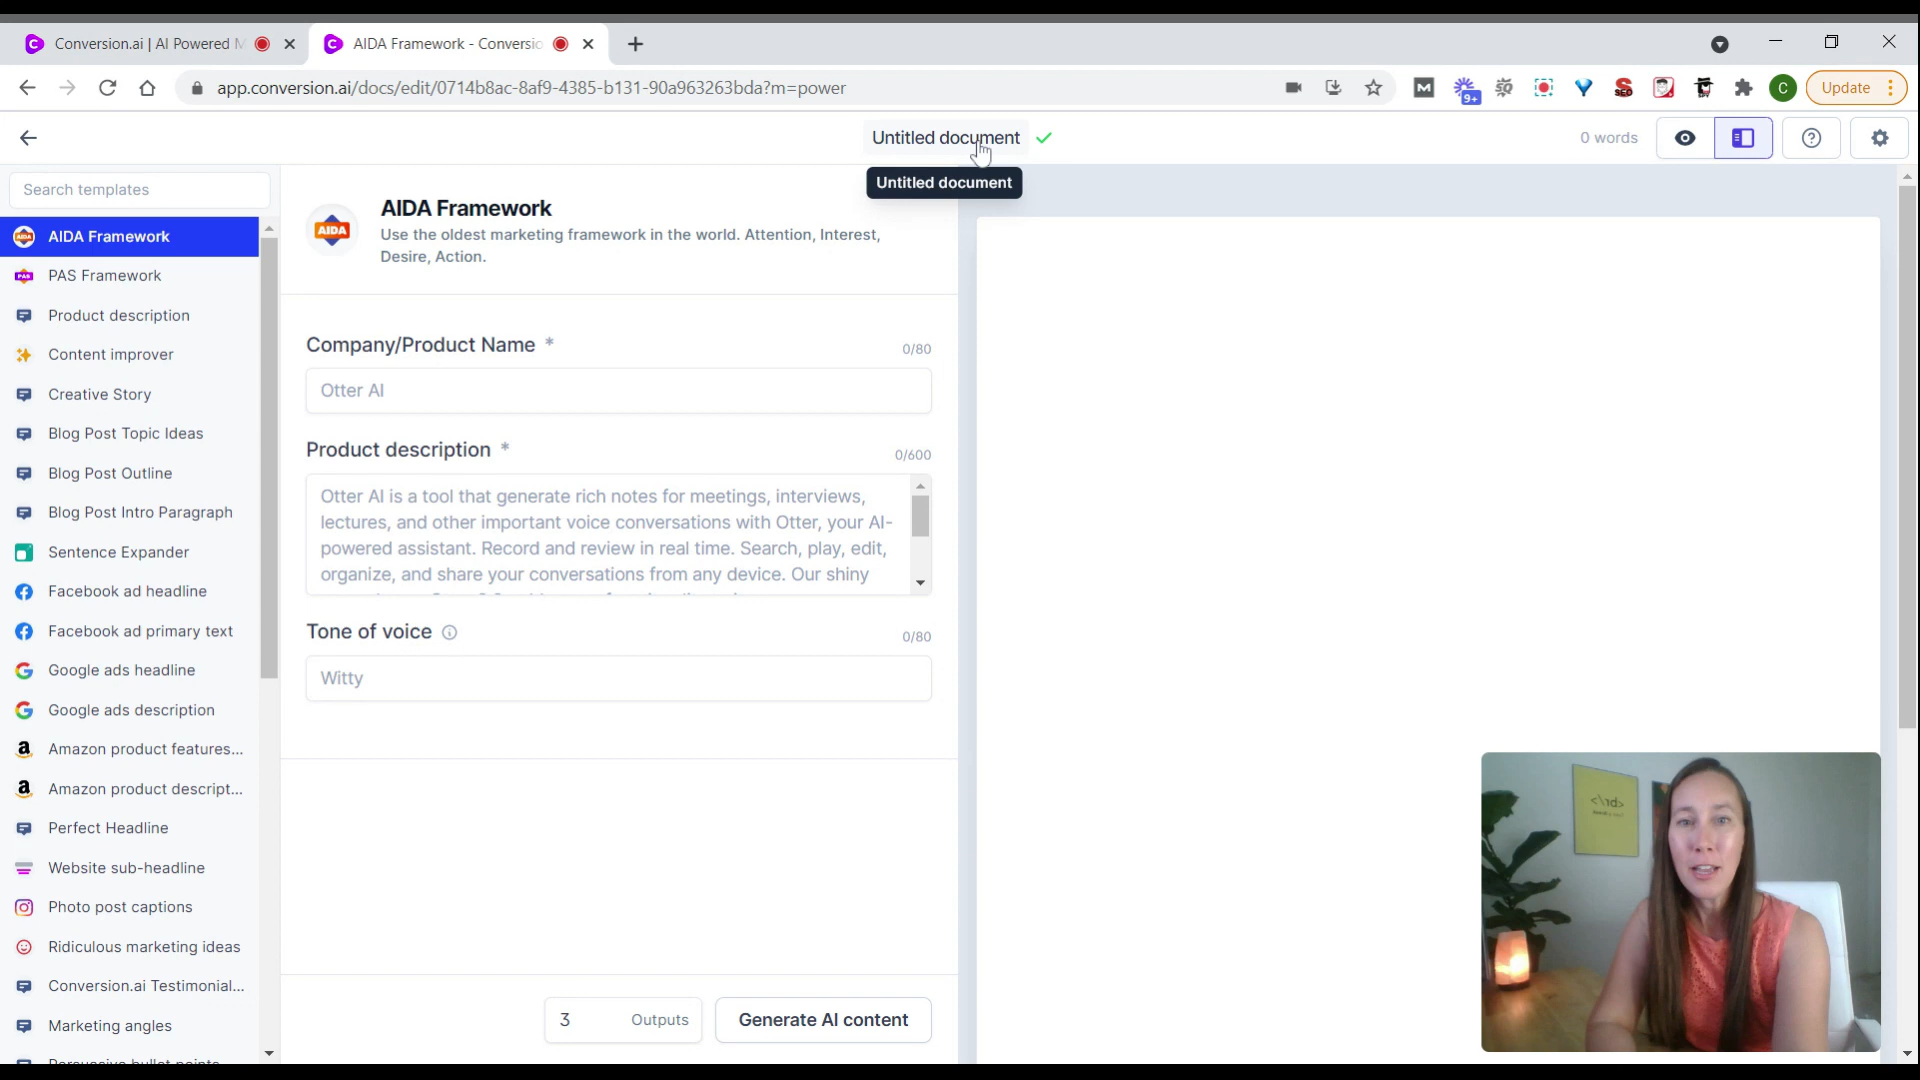 Conversion.ai | AI Powered M
AIDA Framework - Conversio
app.conversion.ai/docs/edit/0714b8ac-8af9-4385-b131-90a963263bda?m=power
M
9+
SEO
SPY
C
Update
Untitled document
0 words
Untitled document
Search templates
AIDA Framework
PAS Framework
Product description
Content improver
Creative Story
Blog Post Topic Ideas
Blog Post Outline
Blog Post Intro Paragraph
Sentence Expander
Facebook ad headline
Facebook ad primary text
Google ads headline
Google ads description
Amazon product features...
Amazon product descript...
Perfect Headline
Website sub-headline
Photo post captions
Ridiculous marketing ideas
Conversion.ai Testimonial...
Marketing angles
AIDA
AIDA Framework
Use the oldest marketing framework in the world. Attention, Interest,
Desire, Action.
Company/Product Name *
0/80
Otter AI
Product description *
0/600
Otter AI is a tool that generate rich notes for meetings, interviews,
lectures, and other important voice conversations with Otter, your AI-
powered assistant. Record and review in real time. Search, play, edit,
organize, and share your conversations from any device. Our shiny
Tone of voice
0/80
Witty
3 Outputs
Generate AI content